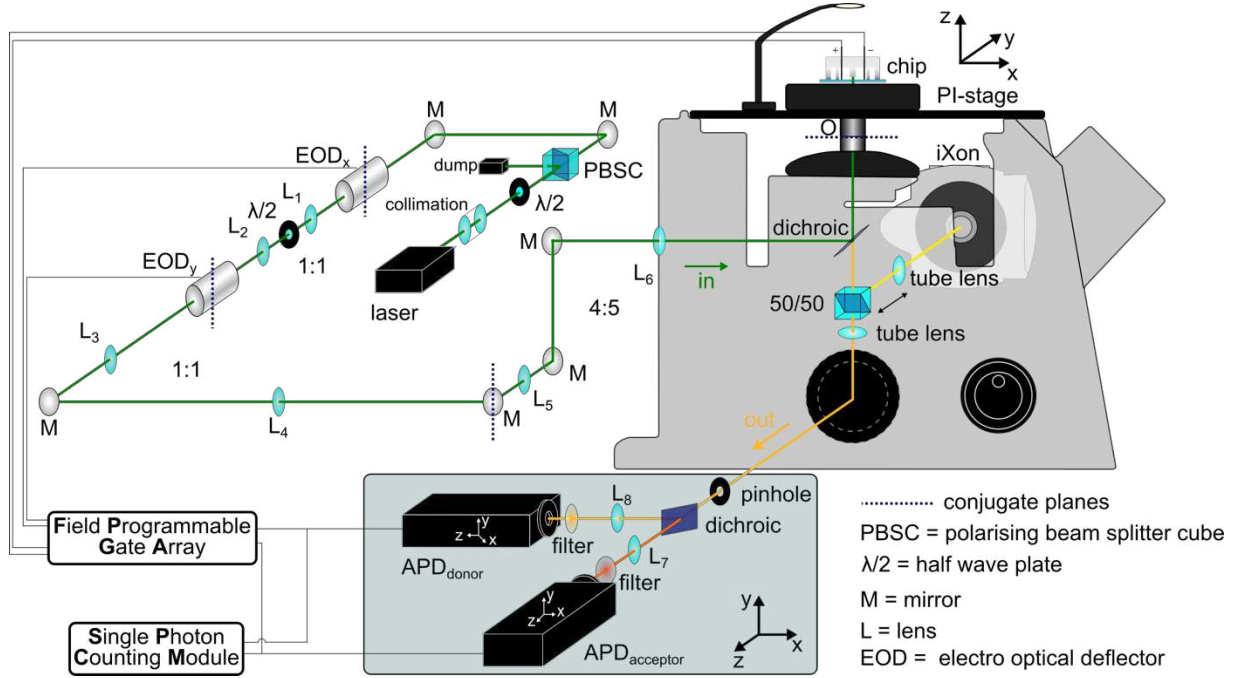 z
y
x
+
−
chip
PI-stage
O
iXon
M
M
EODₓ
dump
PBSC
L₁
λ/2
collimation
λ/2
L₂
1:1
M
dichroic
EODᵧ
L₆
in
tube lens
laser
4:5
50/50
tube lens
L₃
1:1
M
M
L₄
M
L₅
out
pinhole
L₈
dichroic
y
z
x
filter
L₇
filter
APD_donor
y
x
z
APD_acceptor
y
x
z
Field Programmable
Gate Array
Single Photon
Counting Module
conjugate planes
PBSC = polarising beam splitter cube
λ/2 = half wave plate
M = mirror
L = lens
EOD = electro optical deflector